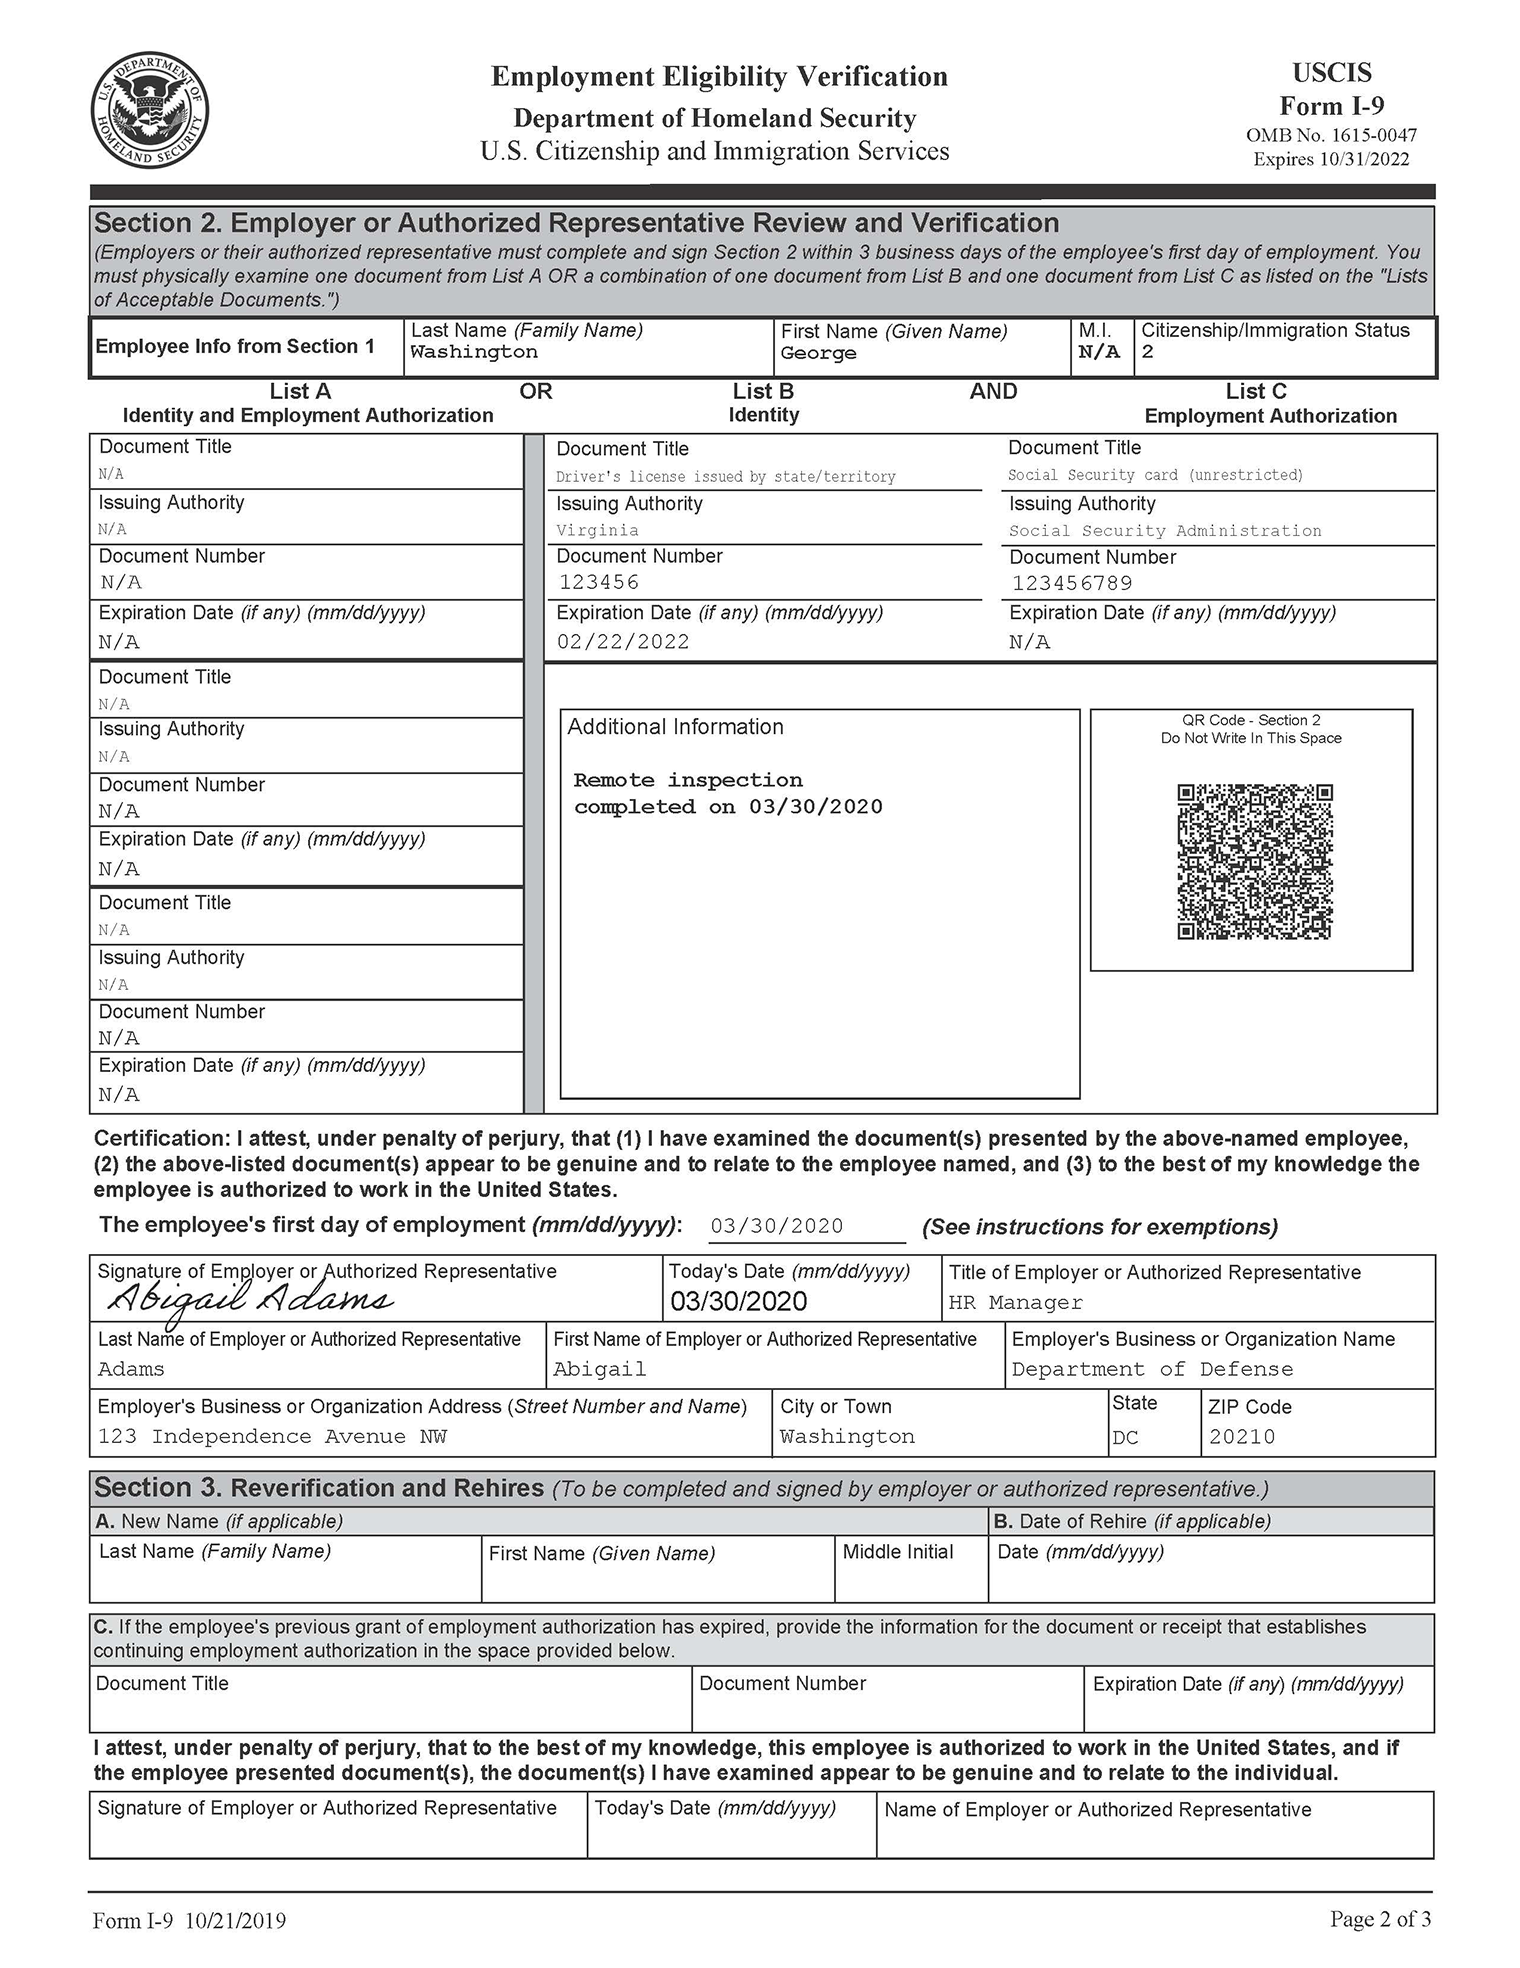 U.S. DEPARTMENT OF HOMELAND SECURITY
Employment Eligibility Verification
Department of Homeland Security
U.S. Citizenship and Immigration Services
USCIS
Form I-9
OMB No. 1615-0047
Expires 10/31/2022
Section 2. Employer or Authorized Representative Review and Verification
(Employers or their authorized representative must complete and sign Section 2 within 3 business days of the employee's first day of employment. You
must physically examine one document from List A OR a combination of one document from List B and one document from List C as listed on the "Lists
of Acceptable Documents.")
Employee Info from Section 1
Last Name (Family Name)
Washington
First Name (Given Name)
George
M.I.
N/A
Citizenship/Immigration Status
2
List A
Identity and Employment Authorization
OR
List B
Identity
AND
List C
Employment Authorization
Document Title
N/A
Issuing Authority
N/A
Document Number
N/A
Expiration Date (if any) (mm/dd/yyyy)
N/A
Document Title
N/A
Issuing Authority
N/A
Document Number
N/A
Expiration Date (if any) (mm/dd/yyyy)
N/A
Document Title
N/A
Issuing Authority
N/A
Document Number
N/A
Expiration Date (if any) (mm/dd/yyyy)
N/A
Document Title
Driver's license issued by state/territory
Issuing Authority
Virginia
Document Number
123456
Expiration Date (if any) (mm/dd/yyyy)
02/22/2022
Document Title
Social Security card (unrestricted)
Issuing Authority
Social Security Administration
Document Number
123456789
Expiration Date (if any) (mm/dd/yyyy)
N/A
Additional Information
Remote inspection
completed on 03/30/2020
QR Code - Section 2
Do Not Write In This Space
Certification: I attest, under penalty of perjury, that (1) I have examined the document(s) presented by the above-named employee,
(2) the above-listed document(s) appear to be genuine and to relate to the employee named, and (3) to the best of my knowledge the
employee is authorized to work in the United States.
The employee's first day of employment (mm/dd/yyyy): 03/30/2020 (See instructions for exemptions)
Signature of Employer or Authorized Representative
Abigail Adams
Today's Date (mm/dd/yyyy)
03/30/2020
Title of Employer or Authorized Representative
HR Manager
Last Name of Employer or Authorized Representative
Adams
First Name of Employer or Authorized Representative
Abigail
Employer's Business or Organization Name
Department of Defense
Employer's Business or Organization Address (Street Number and Name)
123 Independence Avenue NW
City or Town
Washington
State
DC
ZIP Code
20210
Section 3. Reverification and Rehires (To be completed and signed by employer or authorized representative.)
A. New Name (if applicable)
B. Date of Rehire (if applicable)
Last Name (Family Name)
First Name (Given Name)
Middle Initial
Date (mm/dd/yyyy)
C. If the employee's previous grant of employment authorization has expired, provide the information for the document or receipt that establishes
continuing employment authorization in the space provided below.
Document Title
Document Number
Expiration Date (if any) (mm/dd/yyyy)
I attest, under penalty of perjury, that to the best of my knowledge, this employee is authorized to work in the United States, and if
the employee presented document(s), the document(s) I have examined appear to be genuine and to relate to the individual.
Signature of Employer or Authorized Representative
Today's Date (mm/dd/yyyy)
Name of Employer or Authorized Representative
Form I-9 10/21/2019
Page 2 of 3